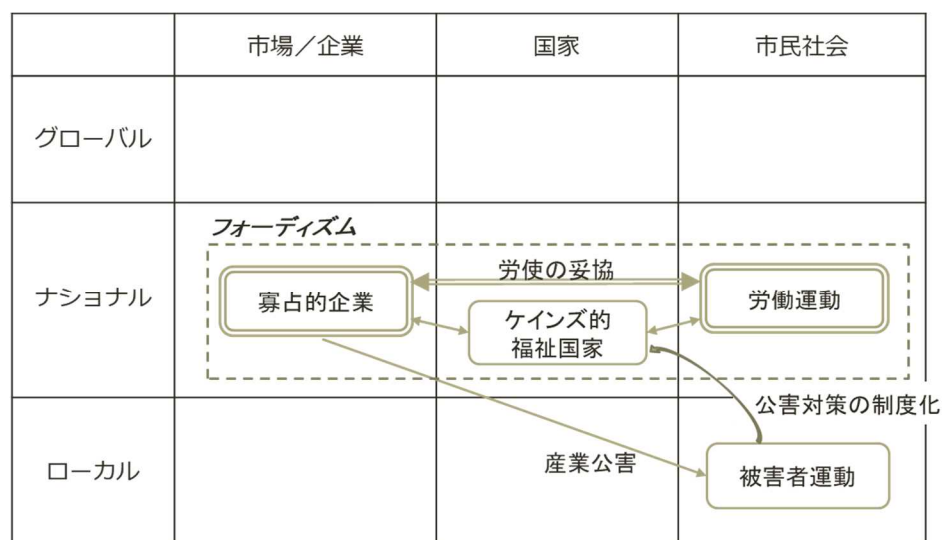 市場／企業
国家
市民社会
グローバル
フォーディズム
ナショナル
寡占的企業
労使の妥協
ケインズ的
福祉国家
労働運動
公害対策の制度化
ローカル
産業公害
被害者運動